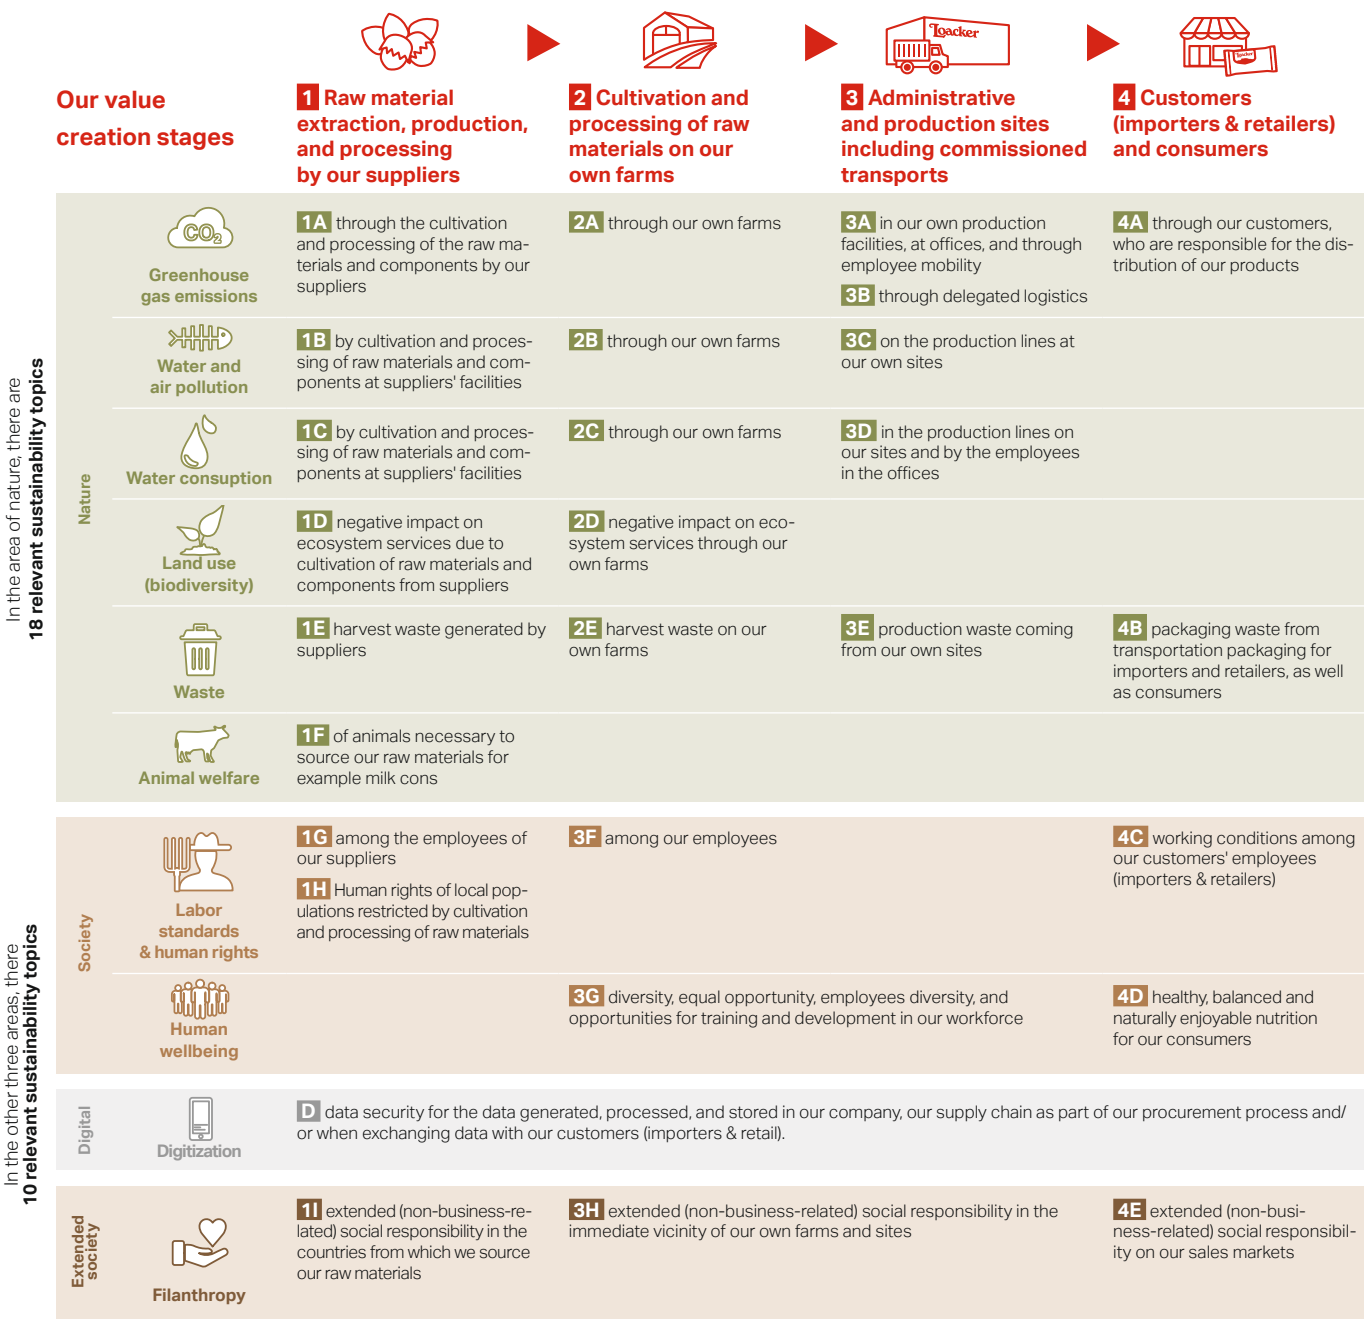 Loacker
Loacker
Our value
creation stages
1 Raw material
extraction, production,
and processing
by our suppliers
2 Cultivation and
processing of raw
materials on our
own farms
3 Administrative
and production sites
including commissioned
transports
4 Customers
(importers & retailers)
and consumers
In the area of nature, there are
18 relevant sustainability topics
Nature
CO2
Greenhouse
gas emissions
1A through the cultivation
and processing of the raw ma-
terials and components by our
suppliers
2A through our own farms
3A in our own production
facilities, at offices, and through
employee mobility
3B through delegated logistics
4A through our customers,
who are responsible for the dis-
tribution of our products
Water and
air pollution
1B by cultivation and proces-
sing of raw materials and com-
ponents at suppliers' facilities
2B through our own farms
3C on the production lines at
our own sites
Water consuption
1C by cultivation and proces-
sing of raw materials and com-
ponents at suppliers' facilities
2C through our own farms
3D in the production lines on
our sites and by the employees
in the offices
Land use
(biodiversity)
1D negative impact on
ecosystem services due to
cultivation of raw materials and
components from suppliers
2D negative impact on eco-
system services through our
own farms
Waste
1E harvest waste generated by
suppliers
2E harvest waste on our
own farms
3E production waste coming
from our own sites
4B packaging waste from
transportation packaging for
importers and retailers, as well
as consumers
Animal welfare
1F of animals necessary to
source our raw materials for
example milk cons
In the other three areas, there
10 relevant sustainability topics
Society
Labor
standards
& human rights
1G among the employees of
our suppliers
1H Human rights of local pop-
ulations restricted by cultivation
and processing of raw materials
3F among our employees
4C working conditions among
our customers' employees
(importers & retailers)
Human
wellbeing
3G diversity, equal opportunity, employees diversity, and
opportunities for training and development in our workforce
4D healthy, balanced and
naturally enjoyable nutrition
for our consumers
Digital
Digitization
D data security for the data generated, processed, and stored in our company, our supply chain as part of our procurement process and/
or when exchanging data with our customers (importers & retail).
Extended
society
Filanthropy
1I extended (non-business-re-
lated) social responsibility in the
countries from which we source
our raw materials
3H extended (non-business-related) social responsibility in the
immediate vicinity of our own farms and sites
4E extended (non-busi-
ness-related) social responsibil-
ity on our sales markets